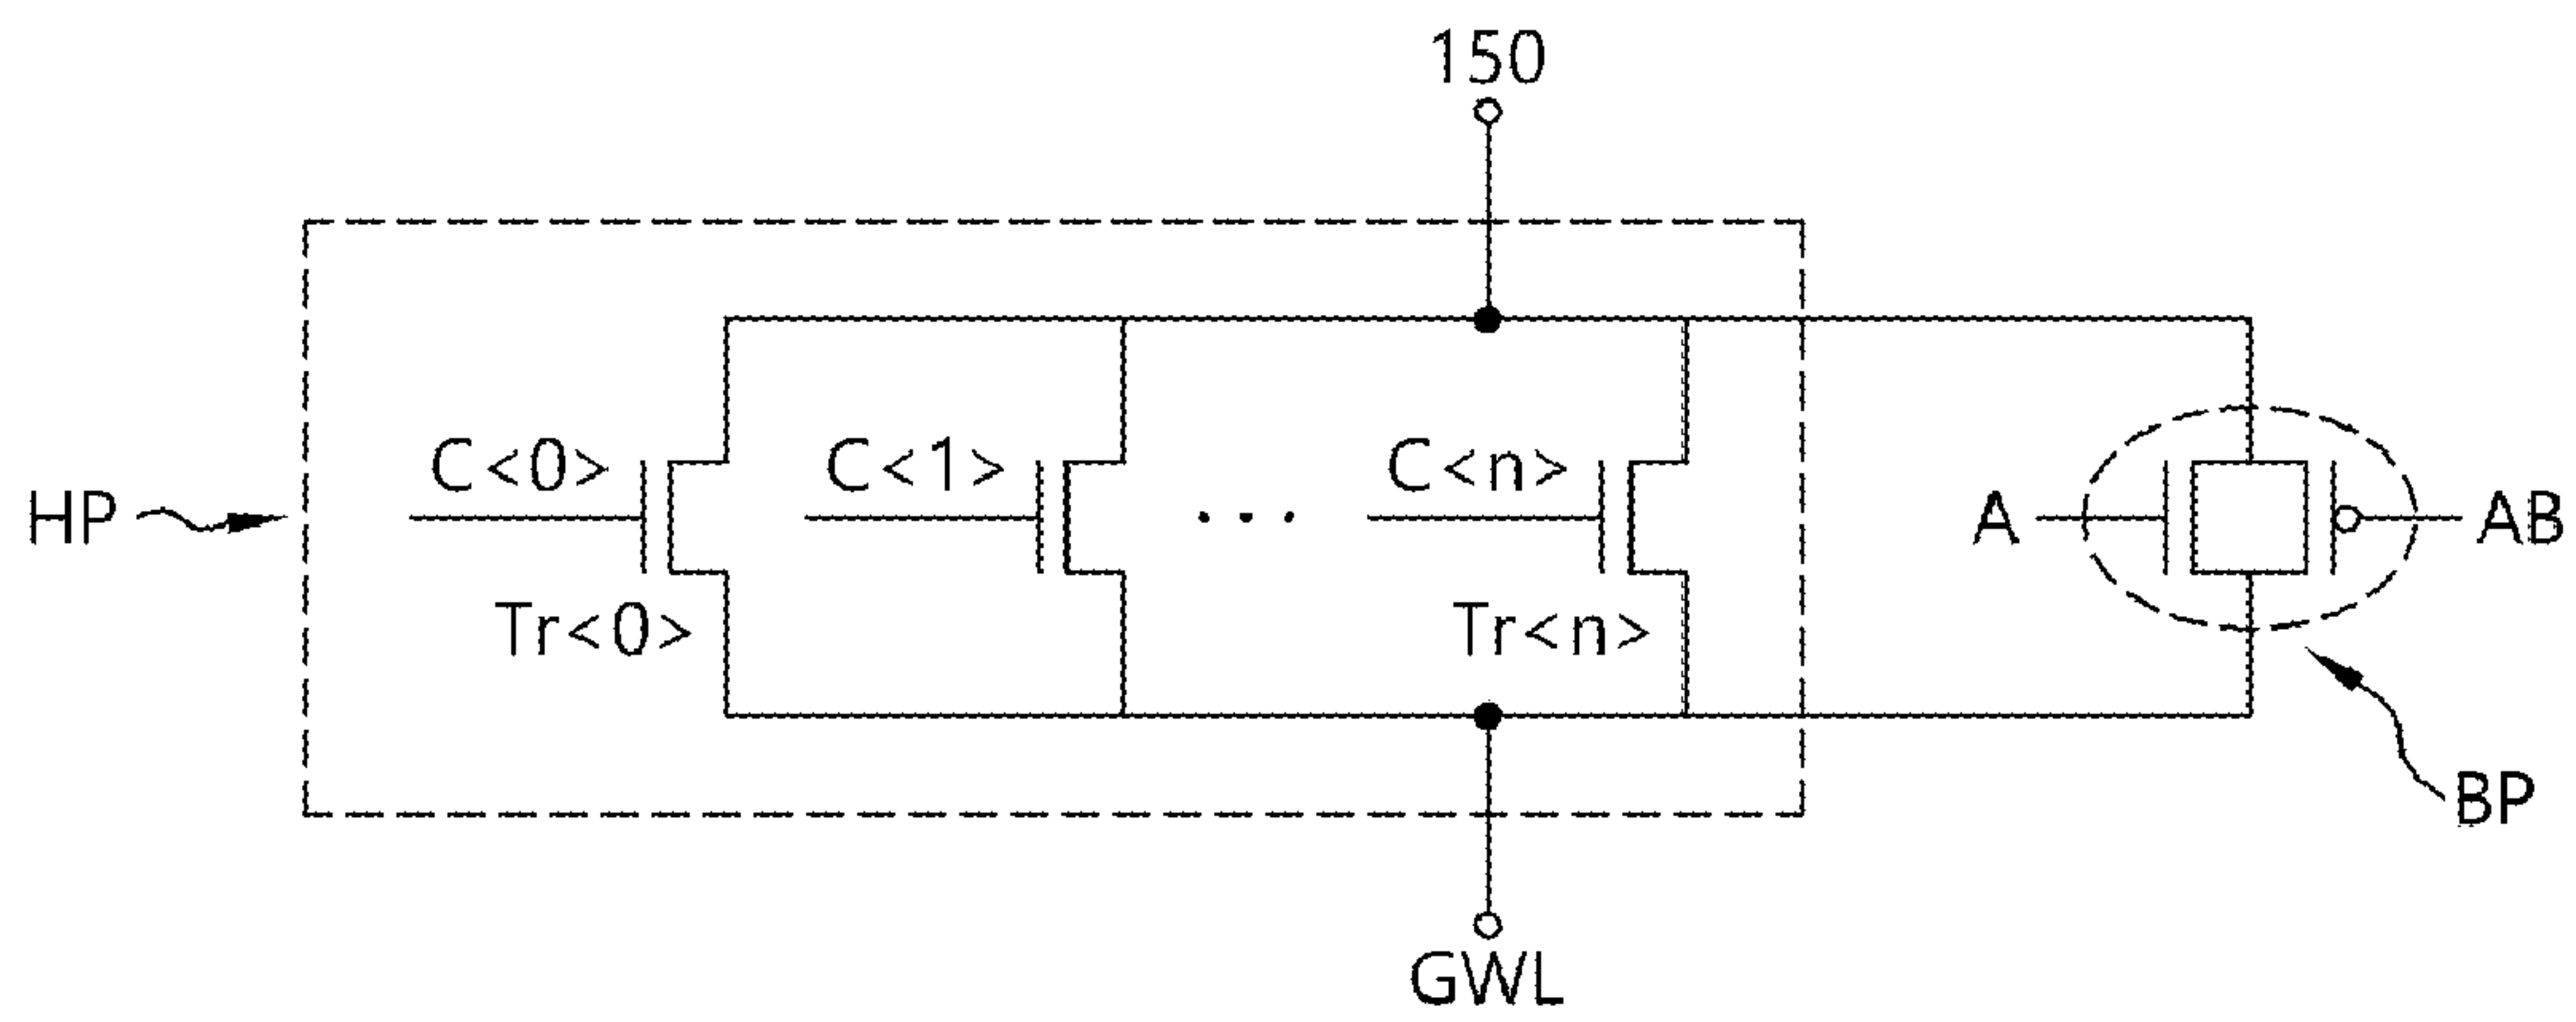 150
C<0>
C<1>
C<n>
HP
...
A
AB
Tr<0>
Tr<n>
BP
GWL